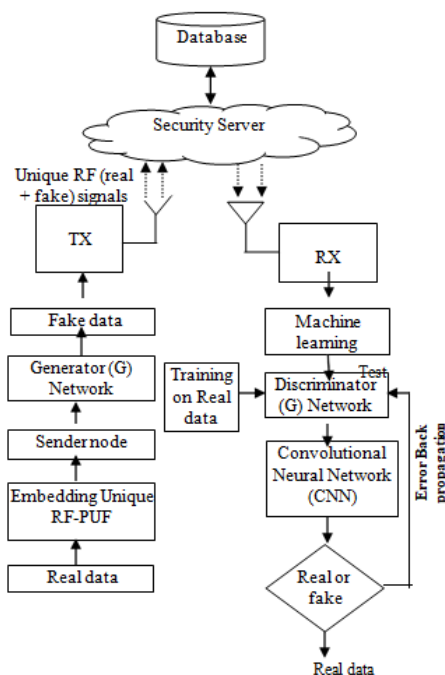 Database
Security Server
Unique RF (real
+ fake) signals
TX
RX
Fake data
Generator (G)
Network
Sender node
Embedding Unique
RF-PUF
Real data
Machine
learning
Test
Training
on Real
data
Discriminator
(G) Network
Convolutional
Neural Network
(CNN)
Error Back
propagation
Real or
fake
Real data